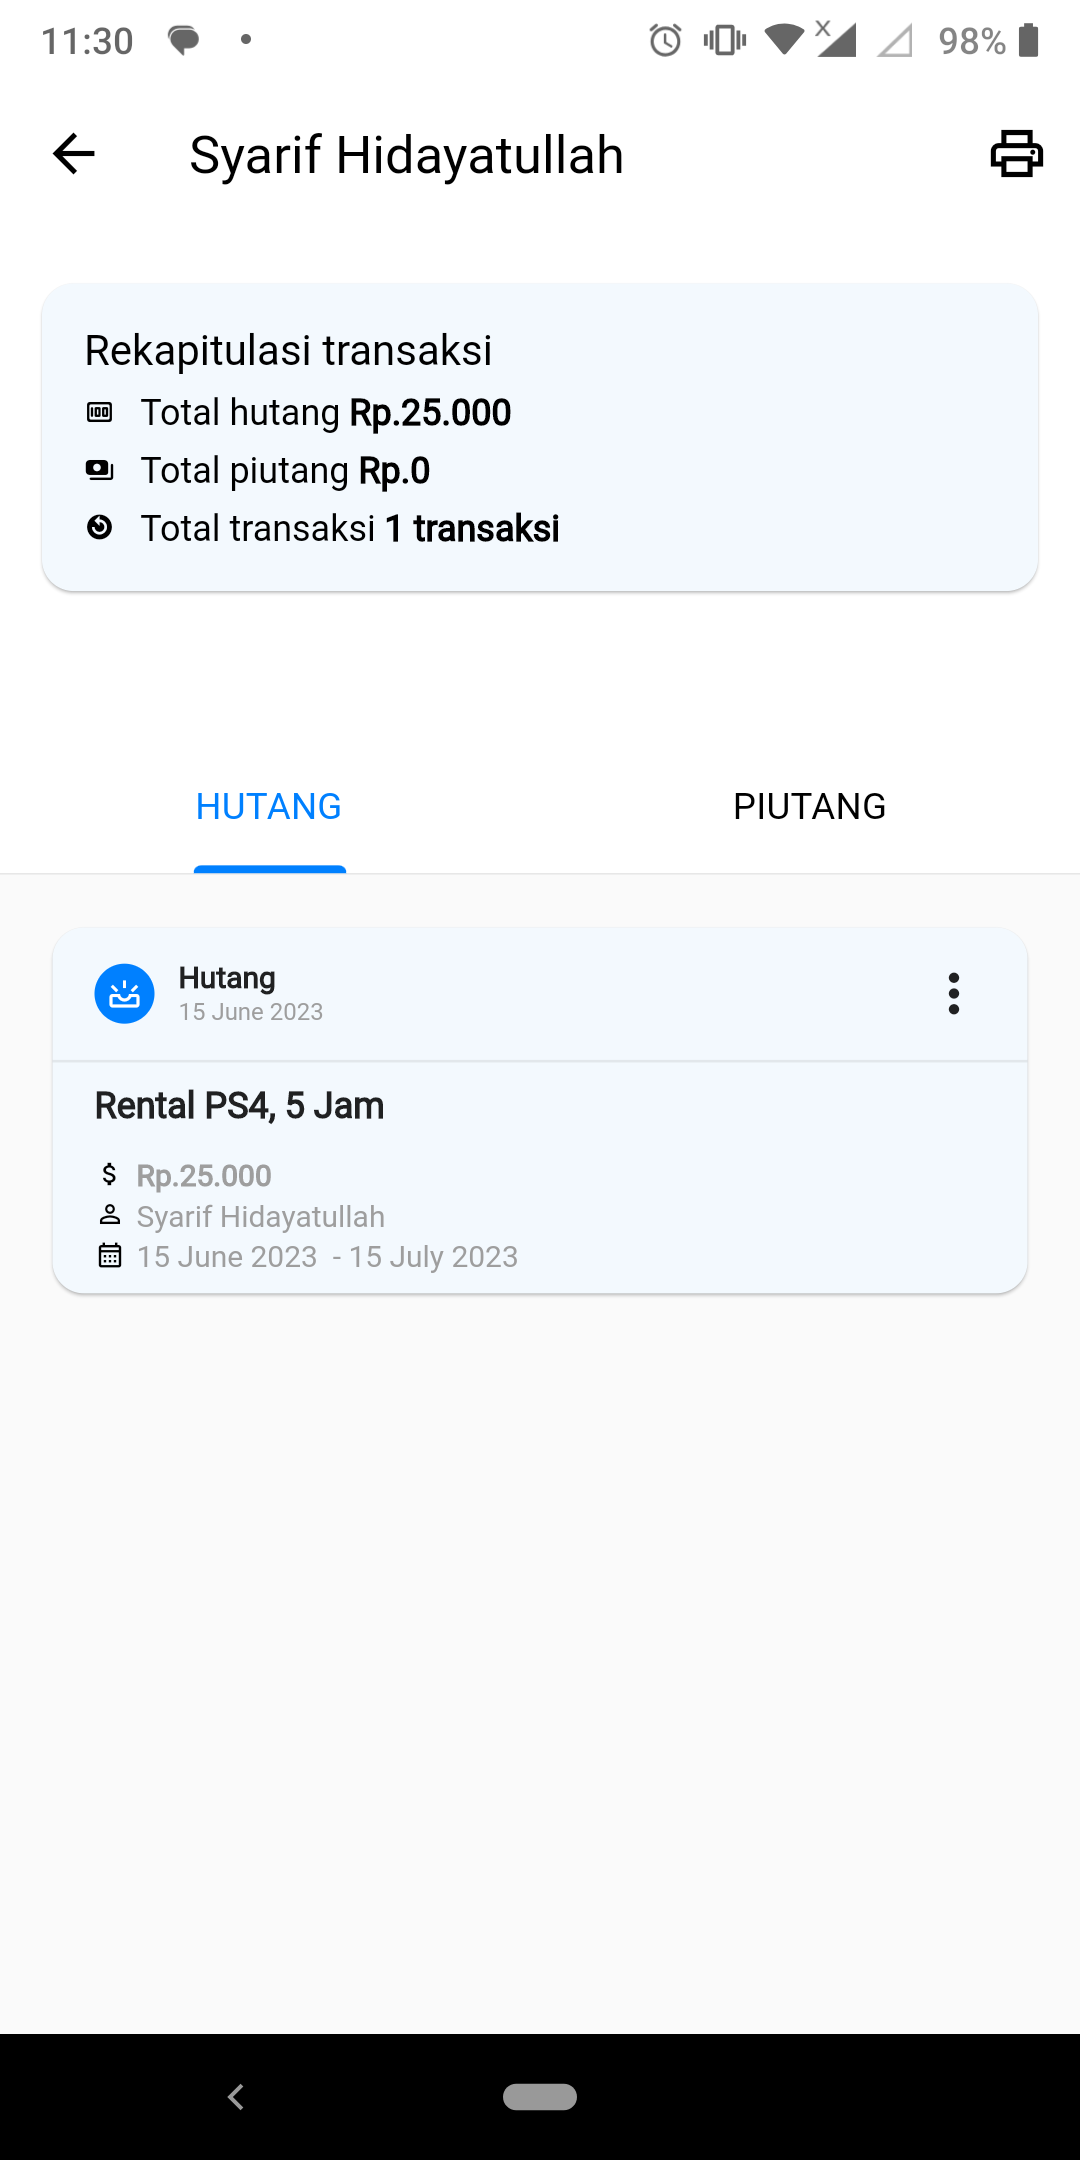 11:30
98%
Syarif Hidayatullah
Rekapitulasi transaksi
Total hutang Rp.25.000
Total piutang Rp.0
Total transaksi 1 transaksi
HUTANG
PIUTANG
Hutang
15 June 2023
Rental PS4, 5 Jam
Rp.25.000
Syarif Hidayatullah
15 June 2023 - 15 July 2023